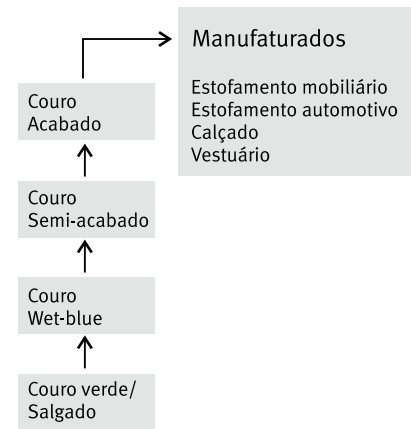 Manufaturados
Estofamento mobiliário
Estofamento automotivo
Calçado
Vestuário
Couro
Acabado
Couro
Semi-acabado
Couro
Wet-blue
Couro verde/
Salgado